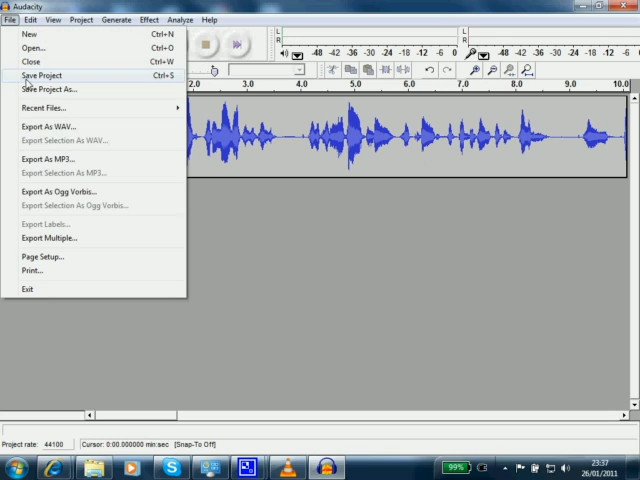 Audacity
File Edit View Project Generate Effect Analyze Help
New Ctrl+N
Open... Ctrl+O
Close Ctrl+W
Save Project Ctrl+S
Save Project As...
Recent Files...
Export As WAV...
Export Selection As WAV...
Export As MP3...
Export Selection As MP3...
Export As Ogg Vorbis...
Export Selection As Ogg Vorbis...
Export Labels...
Export Multiple...
Page Setup...
Print...
Exit
L
R
-48 -42 -36 -30 -24 -18 -12 -6 0
L
R
-48 -42 -36 -30 -24 -18 -12 -6
2.0 3.0 4.0 5.0 6.0 7.0 8.0 9.0 10.0
Project rate: 44100 Cursor: 0:00.000000 min:sec [Snap-To Off]
99%
23:37
26/01/2011